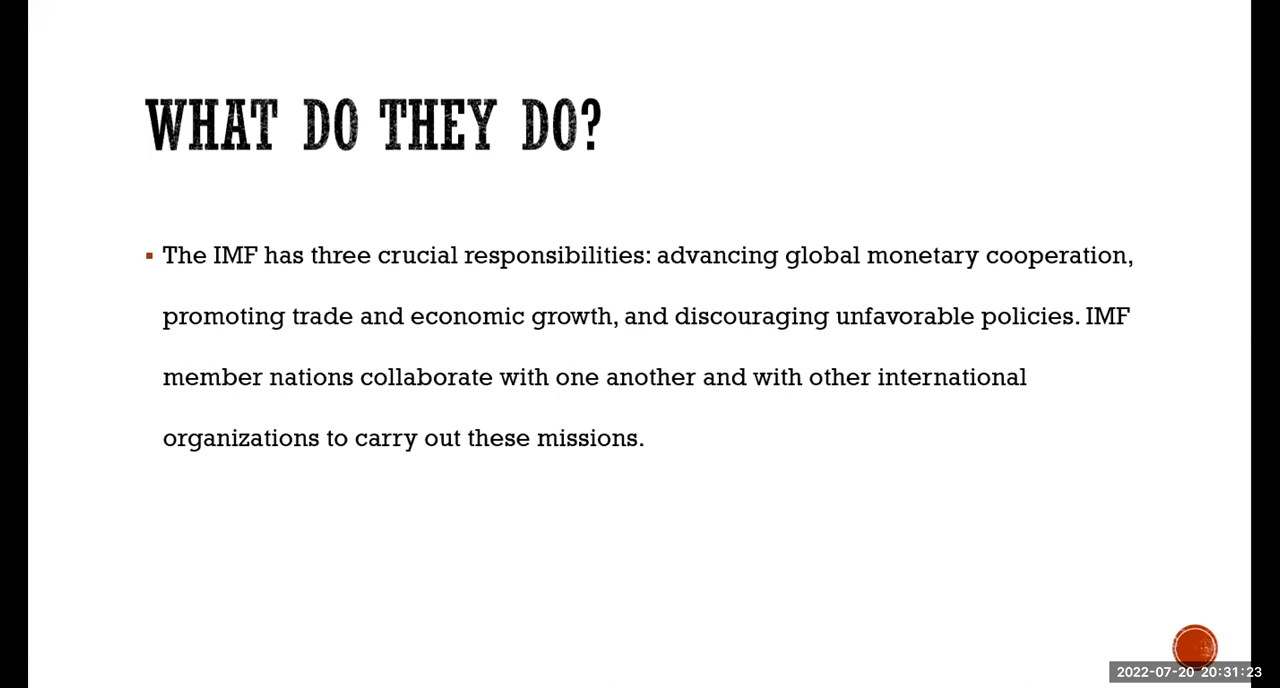 WHAT DO THEY DO?
▪ The IMF has three crucial responsibilities: advancing global monetary cooperation,
promoting trade and economic growth, and discouraging unfavorable policies. IMF
member nations collaborate with one another and with other international
organizations to carry out these missions.
2022-07-20 20:31:23